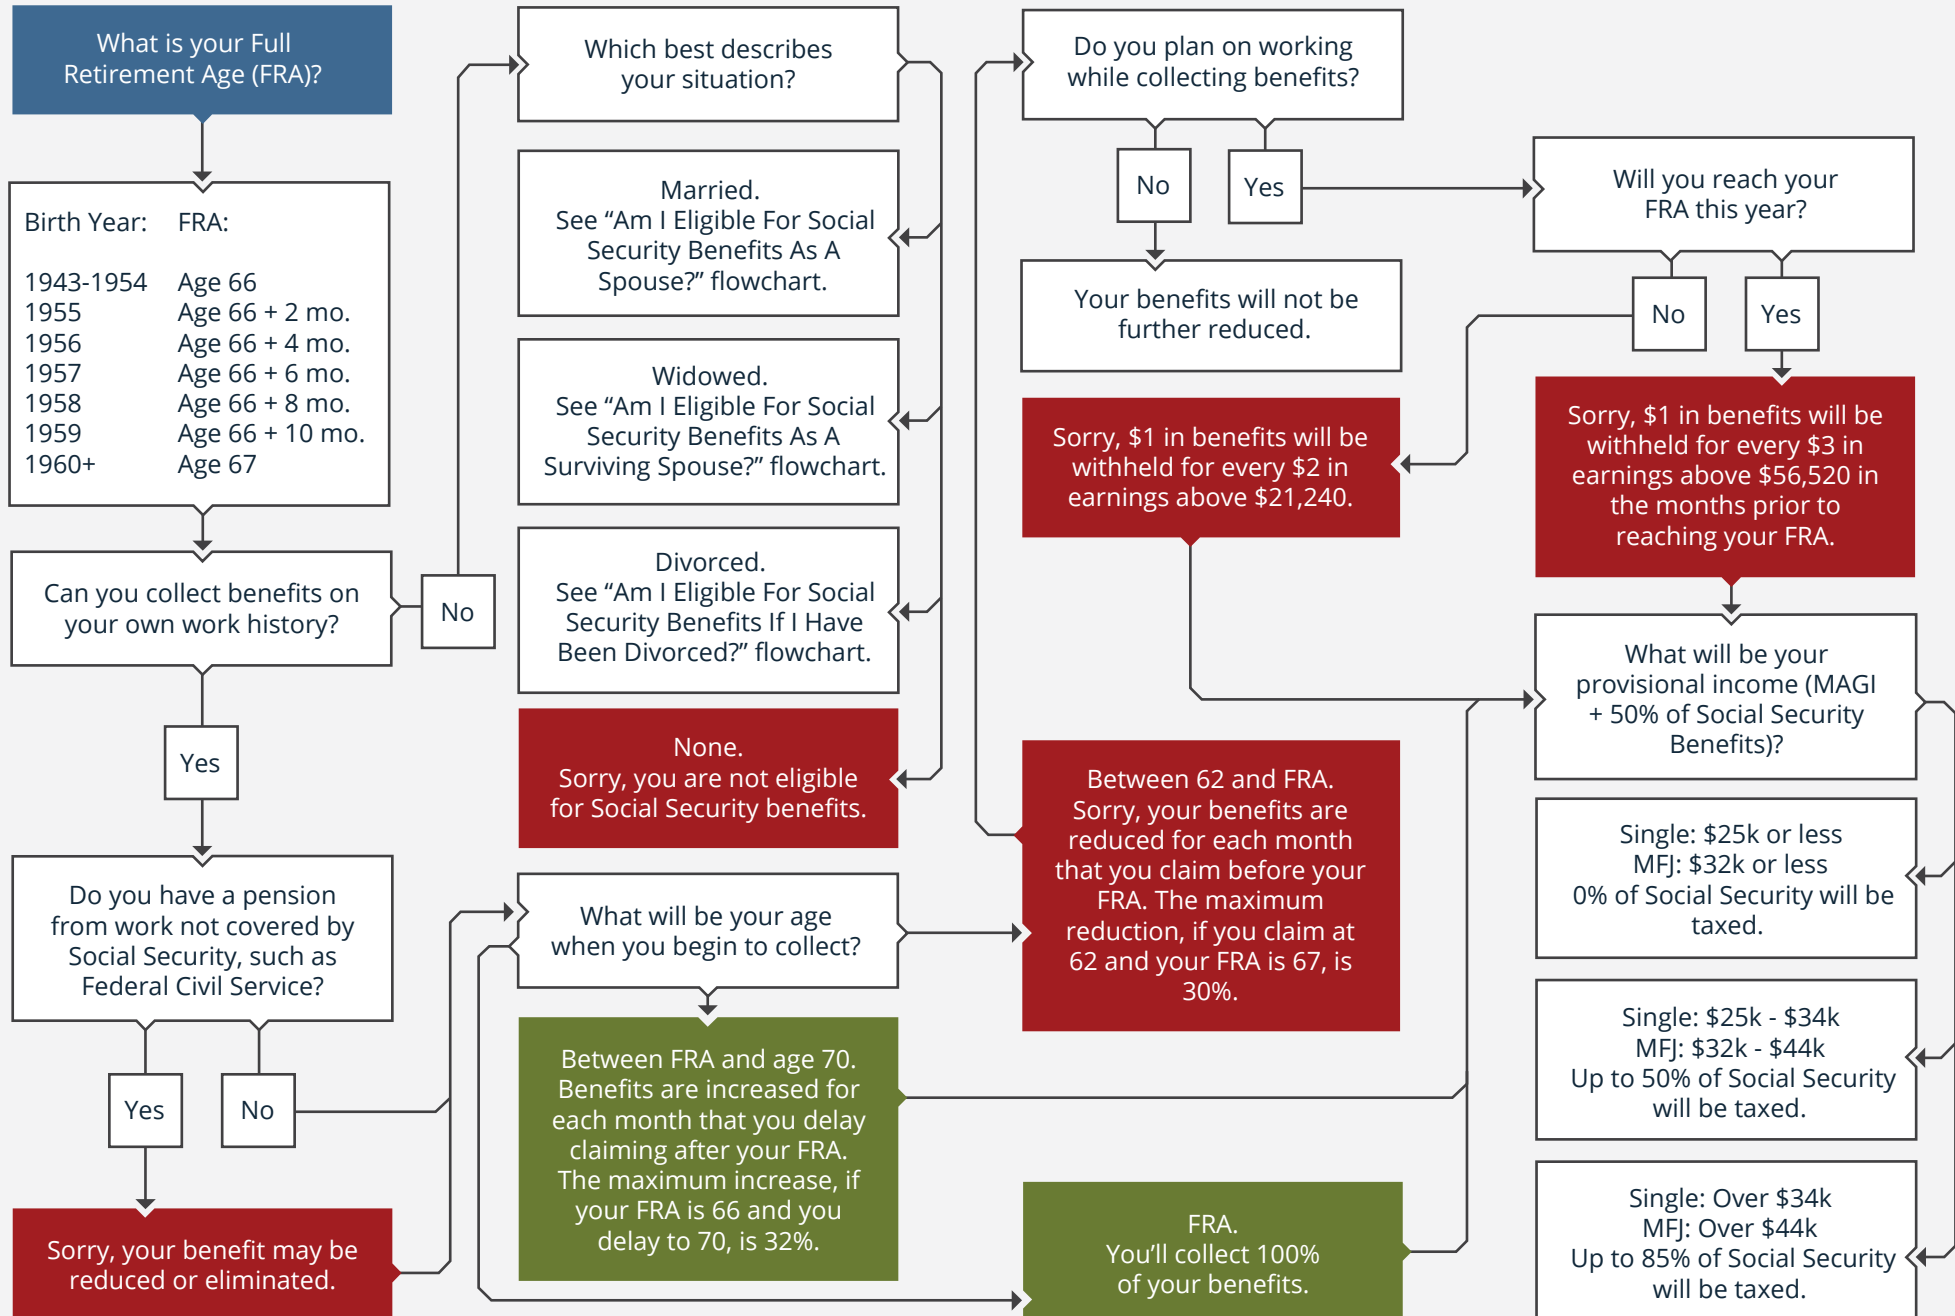 What is your Full
Retirement Age (FRA)?
Birth Year: FRA:
1943-1954 Age 66
1955 Age 66 + 2 mo.
1956 Age 66 + 4 mo.
1957 Age 66 + 6 mo.
1958 Age 66 + 8 mo.
1959 Age 66 + 10 mo.
1960+ Age 67
Can you collect benefits on
your own work history?
No
Yes
Do you have a pension
from work not covered by
Social Security, such as
Federal Civil Service?
Yes
No
Sorry, your benefit may be
reduced or eliminated.
Which best describes
your situation?
Married.
See “Am I Eligible For Social
Security Benefits As A
Spouse?” flowchart.
Widowed.
See “Am I Eligible For Social
Security Benefits As A
Surviving Spouse?” flowchart.
Divorced.
See “Am I Eligible For Social
Security Benefits If I Have
Been Divorced?” flowchart.
None.
Sorry, you are not eligible
for Social Security benefits.
What will be your age
when you begin to collect?
Between FRA and age 70.
Benefits are increased for
each month that you delay
claiming after your FRA.
The maximum increase, if
your FRA is 66 and you
delay to 70, is 32%.
Do you plan on working
while collecting benefits?
No
Yes
Your benefits will not be
further reduced.
Sorry, $1 in benefits will be
withheld for every $2 in
earnings above $21,240.
Between 62 and FRA.
Sorry, your benefits are
reduced for each month
that you claim before your
FRA. The maximum
reduction, if you claim at
62 and your FRA is 67, is
30%.
FRA.
You’ll collect 100%
of your benefits.
Will you reach your
FRA this year?
No
Yes
Sorry, $1 in benefits will be
withheld for every $3 in
earnings above $56,520 in
the months prior to
reaching your FRA.
What will be your
provisional income (MAGI
+ 50% of Social Security
Benefits)?
Single: $25k or less
MFJ: $32k or less
0% of Social Security will be
taxed.
Single: $25k - $34k
MFJ: $32k - $44k
Up to 50% of Social Security
will be taxed.
Single: Over $34k
MFJ: Over $44k
Up to 85% of Social Security
will be taxed.